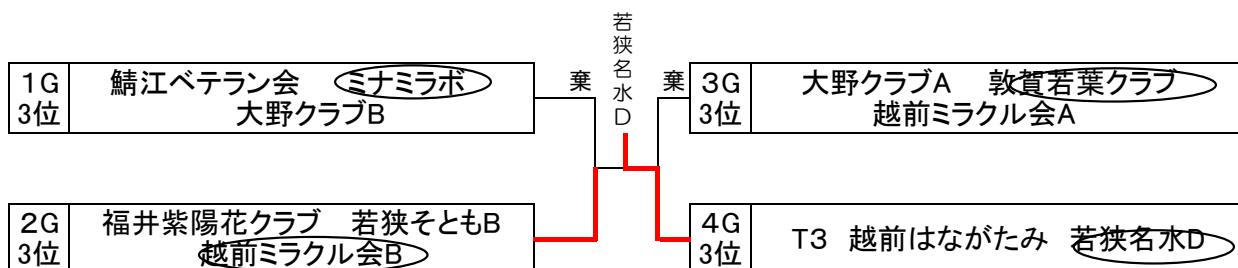 若狭名水D
1G
3位
鯖江ベテラン会 ミナミラボ
大野クラブB
棄
棄
3G
3位
大野クラブA 敦賀若葉クラブ
越前ミラクル会A
2G
3位
福井紫陽花クラブ 若狭そともB
越前ミラクル会B
4G
3位
T3 越前はながたみ 若狭名水D